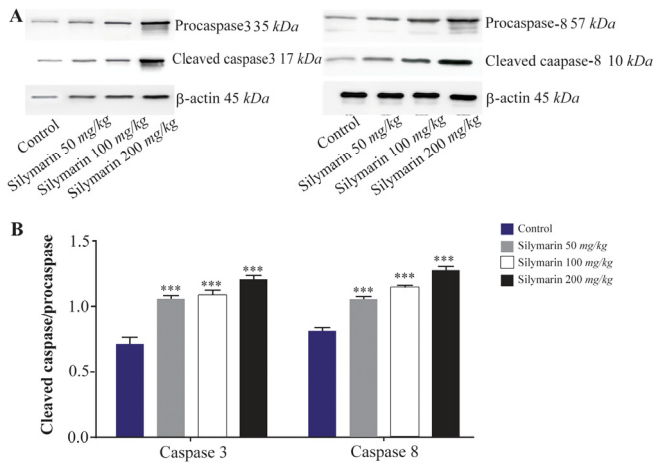 A
Procaspase3 35 kDa
Cleaved caspase3 17 kDa
β-actin 45 kDa
Control
Silymarin 50 mg/kg
Silymarin 100 mg/kg
Silymarin 200 mg/kg
Procaspase-8 57 kDa
Cleaved caapase-8 10 kDa
β-actin 45 kDa
Control
Silymarin 50 mg/kg
Silymarin 100 mg/kg
Silymarin 200 mg/kg
B
Cleaved caspase/procaspase
1.5
1.0
0.5
0.0
***
***
***
***
***
***
Caspase 3
Caspase 8
Control
Silymarin 50 mg/kg
Silymarin 100 mg/kg
Silymarin 200 mg/kg